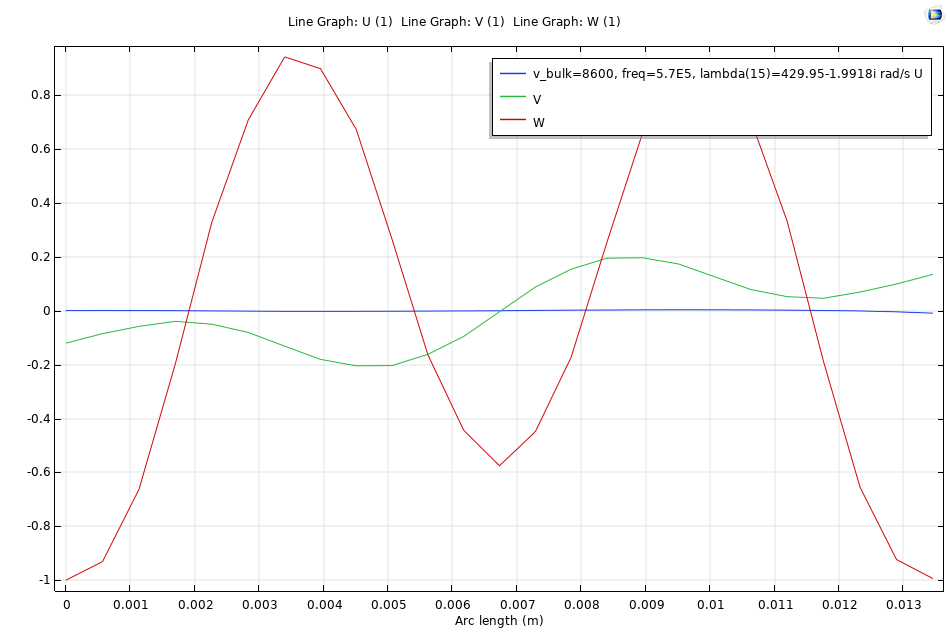 Line Graph: U (1)  Line Graph: V (1)  Line Graph: W (1)
v_bulk=8600, freq=5.7E5, lambda(15)=429.95-1.9918i rad/s U
V
W
0.8
0.6
0.4
0.2
0
-0.2
-0.4
-0.6
-0.8
-1
0 0.001 0.002 0.003 0.004 0.005 0.006 0.007 0.008 0.009 0.01 0.011 0.012 0.013
Arc length (m)